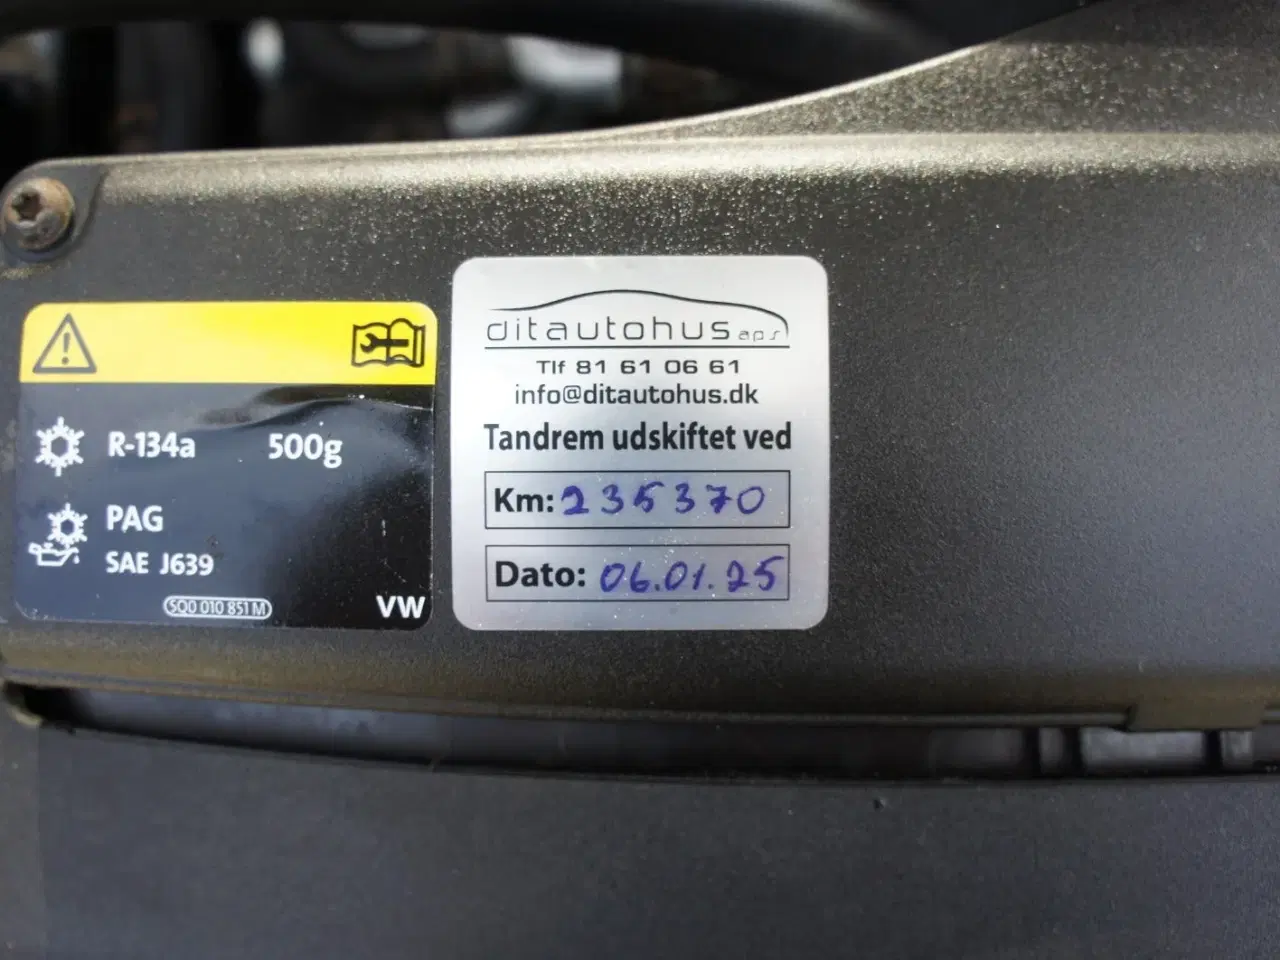 R-134a 500g
PAG
SAE J639
5Q0 010 851 M
VW
ditautohus aps
Tlf 81 61 06 61
info@ditautohus.dk
Tandrem udskiftet ved
Km: 235370
Dato: 06.01.25